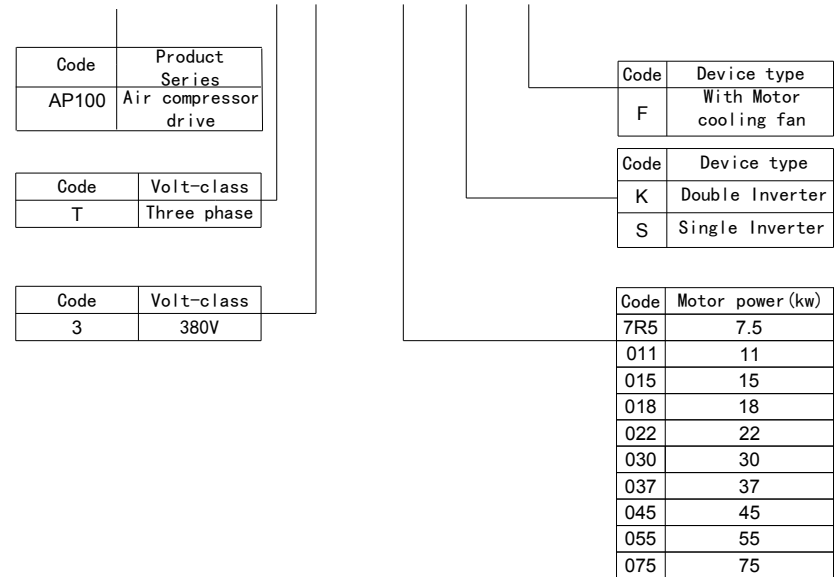 Code Product Series
AP100 Air compressor drive
Code Volt-class
T Three phase
Code Volt-class
3 380V
Code Device type
F With Motor cooling fan
Code Device type
K Double Inverter
S Single Inverter
Code Motor power(kw)
7R5 7.5
011 11
015 15
018 18
022 22
030 30
037 37
045 45
055 55
075 75